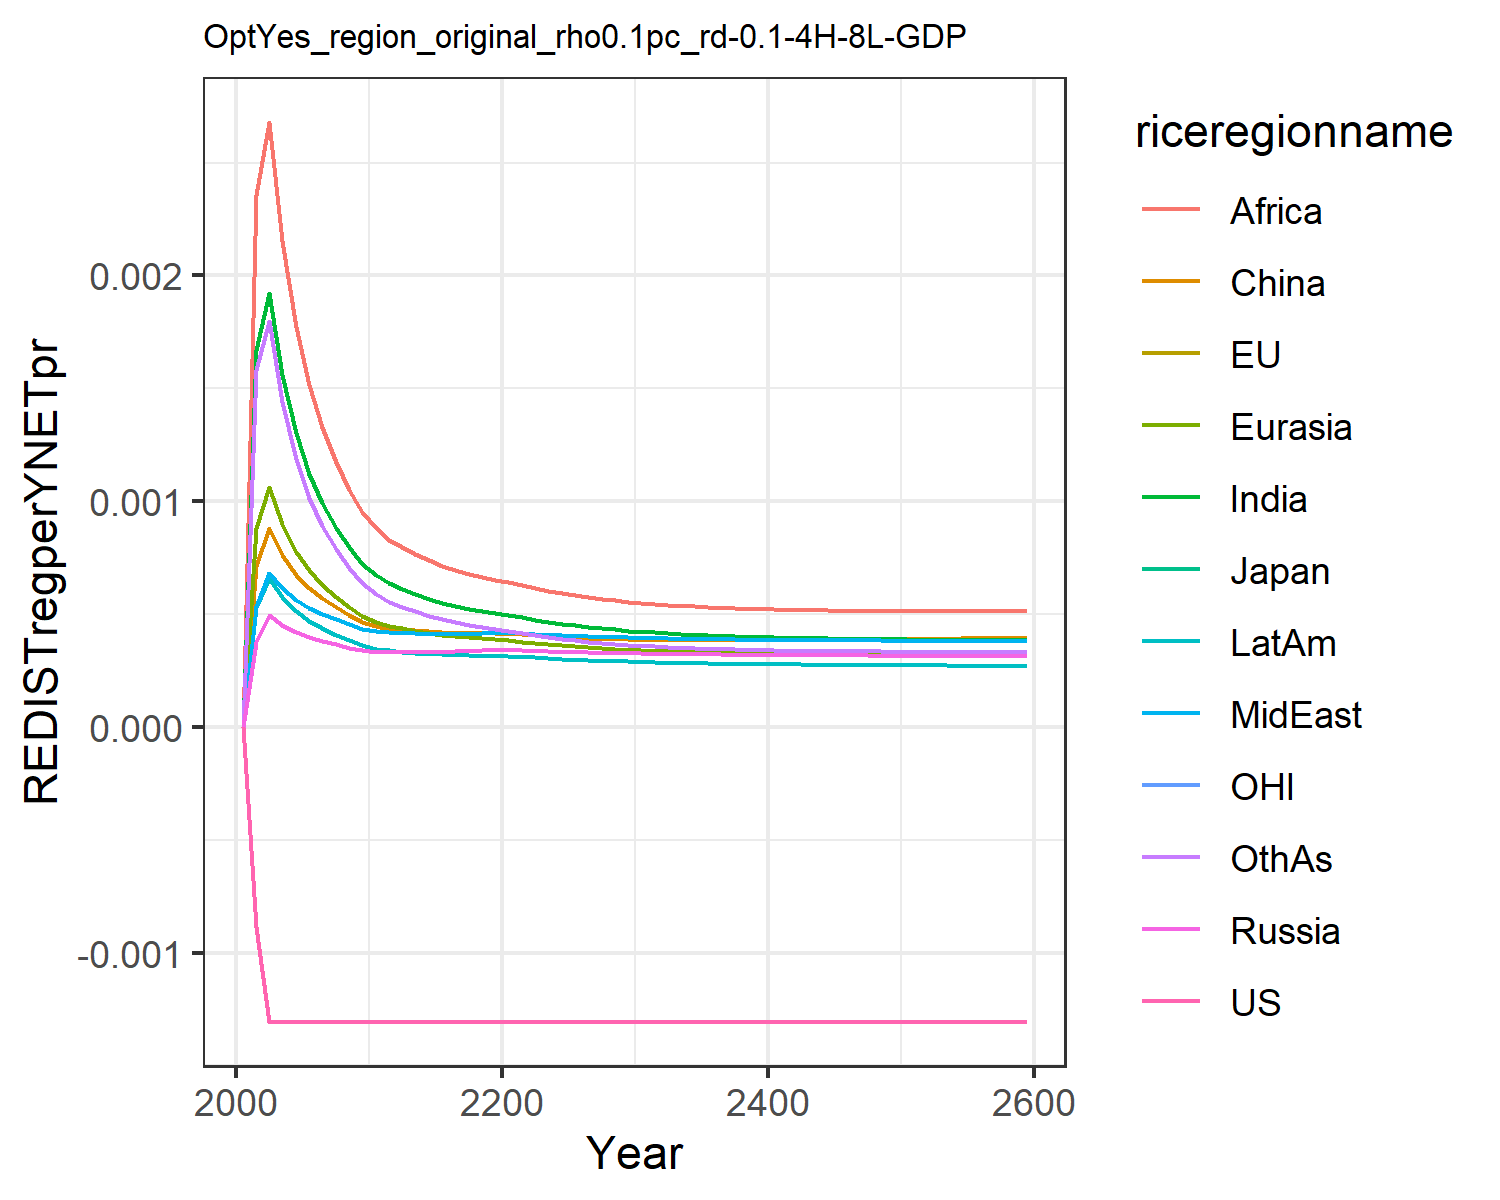 OptYes_region_original_rho0.1pc_rd-0.1-4H-8L-GDP
riceregionname
Africa
China
EU
Eurasia
India
Japan
LatAm
MidEast
OHI
OthAs
Russia
US
REDISTregperYNETpr
0.002
0.001
0.000
-0.001
2000
2200
2400
2600
Year